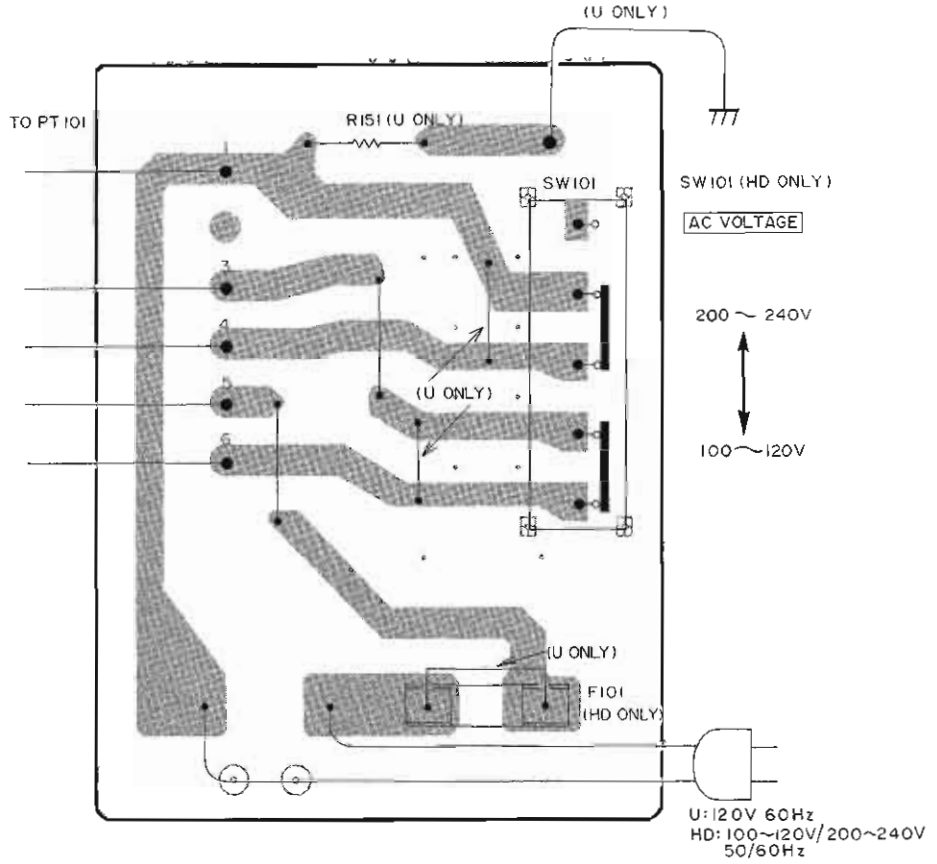 (U ONLY)
TO PT101
R151 (U ONLY)
1
SW101
SW101 (HD ONLY)
AC VOLTAGE
3
200 ~ 240V
4
(U ONLY)
5
6
100 ~ 120V
(U ONLY)
F101
(HD ONLY)
U:120V 60Hz
HD:100~120V/200~240V
50/60Hz